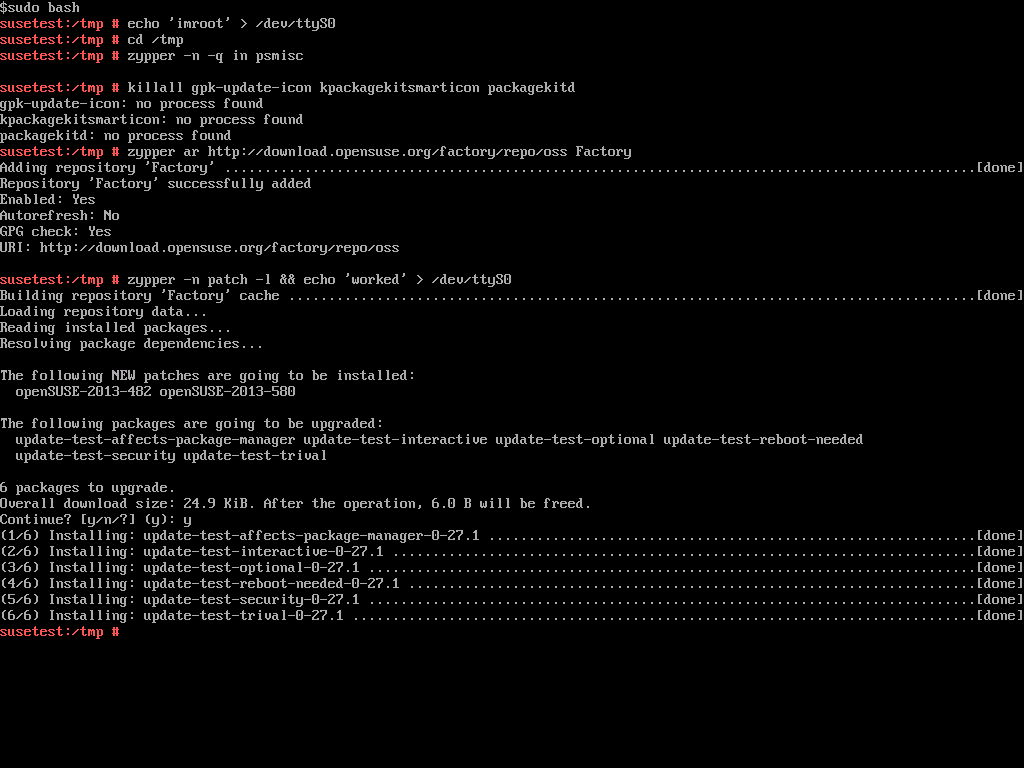 $sudo bash
susetest:/tmp # echo 'imroot' > /dev/ttyS0
susetest:/tmp # cd /tmp
susetest:/tmp # zypper -n -q in psmisc
susetest:/tmp # killall gpk-update-icon kpackagekitsmarticon packagekitd
gpk-update-icon: no process found
kpackagekitsmarticon: no process found
packagekitd: no process found
susetest:/tmp # zypper ar http://download.opensuse.org/factory/repo/oss Factory
Adding repository 'Factory' ...............................................................................................[done]
Repository 'Factory' successfully added
Enabled: Yes
Autorefresh: No
GPG check: Yes
URI: http://download.opensuse.org/factory/repo/oss
susetest:/tmp # zypper -n patch -l && echo 'worked' > /dev/ttyS0
Building repository 'Factory' cache ......................................................................................[done]
Loading repository data...
Reading installed packages...
Resolving package dependencies...
The following NEW patches are going to be installed:
  openSUSE-2013-482 openSUSE-2013-580
The following packages are going to be upgraded:
  update-test-affects-package-manager update-test-interactive update-test-optional update-test-reboot-needed
  update-test-security update-test-trival
6 packages to upgrade.
Overall download size: 24.9 KiB. After the operation, 6.0 B will be freed.
Continue? [y/n/?] (y): y
(1/6) Installing: update-test-affects-package-manager-0-27.1 .............................................................[done]
(2/6) Installing: update-test-interactive-0-27.1 .........................................................................[done]
(3/6) Installing: update-test-optional-0-27.1 ............................................................................[done]
(4/6) Installing: update-test-reboot-needed-0-27.1 .......................................................................[done]
(5/6) Installing: update-test-security-0-27.1 ............................................................................[done]
(6/6) Installing: update-test-trival-0-27.1 ..............................................................................[done]
susetest:/tmp #